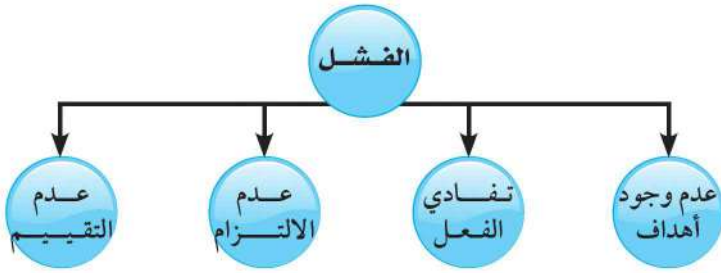 الفشل
عدم وجود
أهداف
تفادي
الفعل
عدم
الالتزام
عدم
التقييم